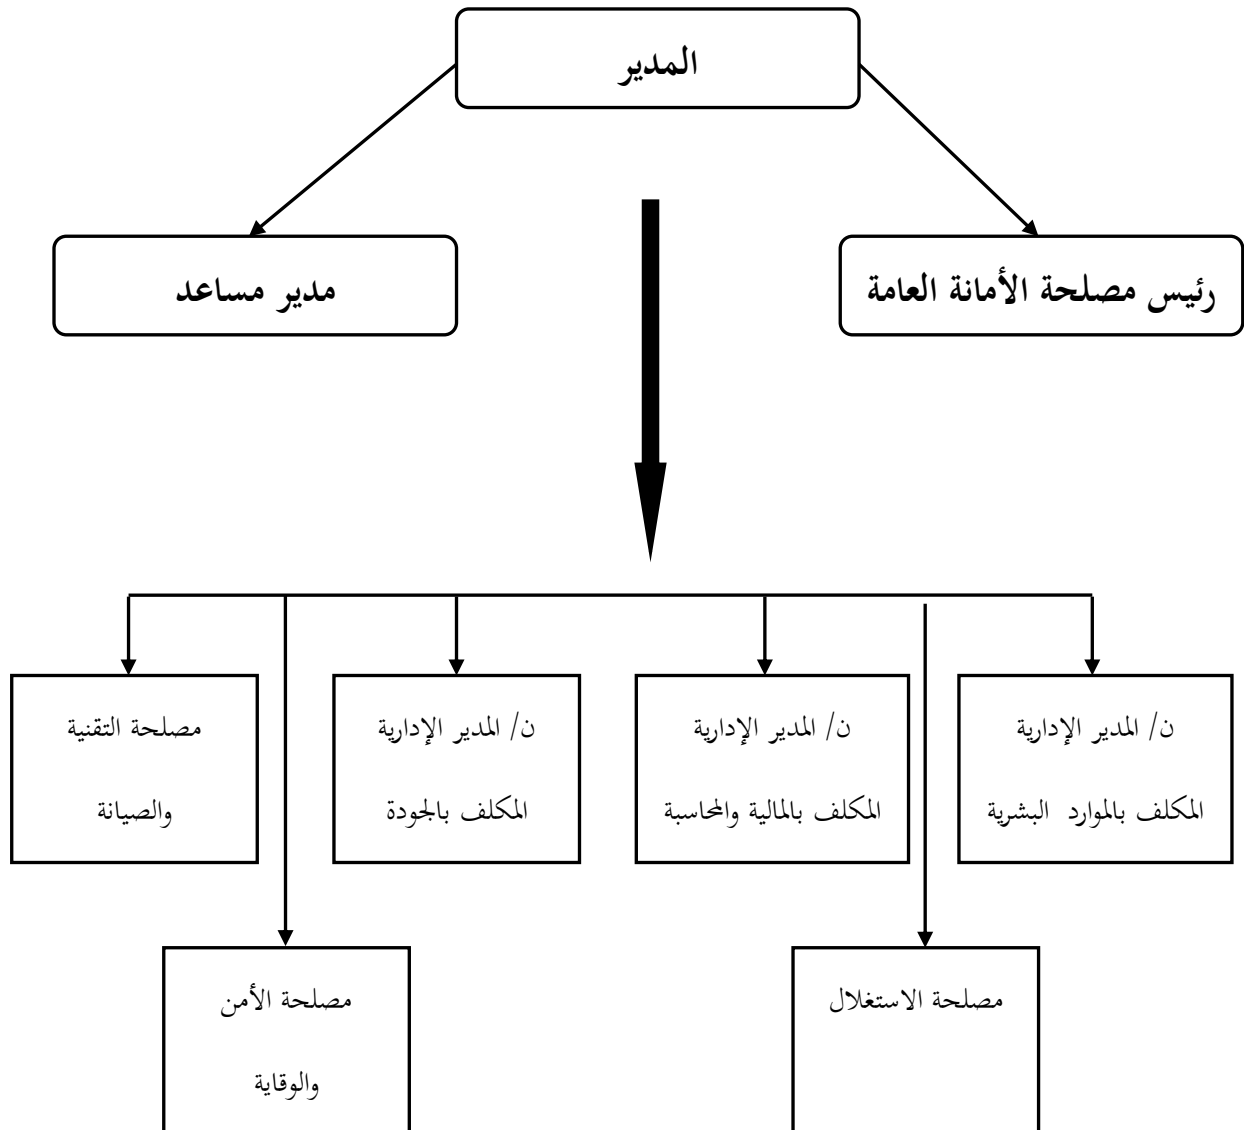 المدير
رئيس مصلحة الأمانة العامة
مدير مساعد
ن/ المدير الإدارية
المكلف بالموارد البشرية
ن/ المدير الإدارية
المكلف بالمالية والمحاسبة
ن/ المدير الإدارية
المكلف بالجودة
مصلحة التقنية
والصيانة
مصلحة الاستغلال
مصلحة الأمن
والوقاية